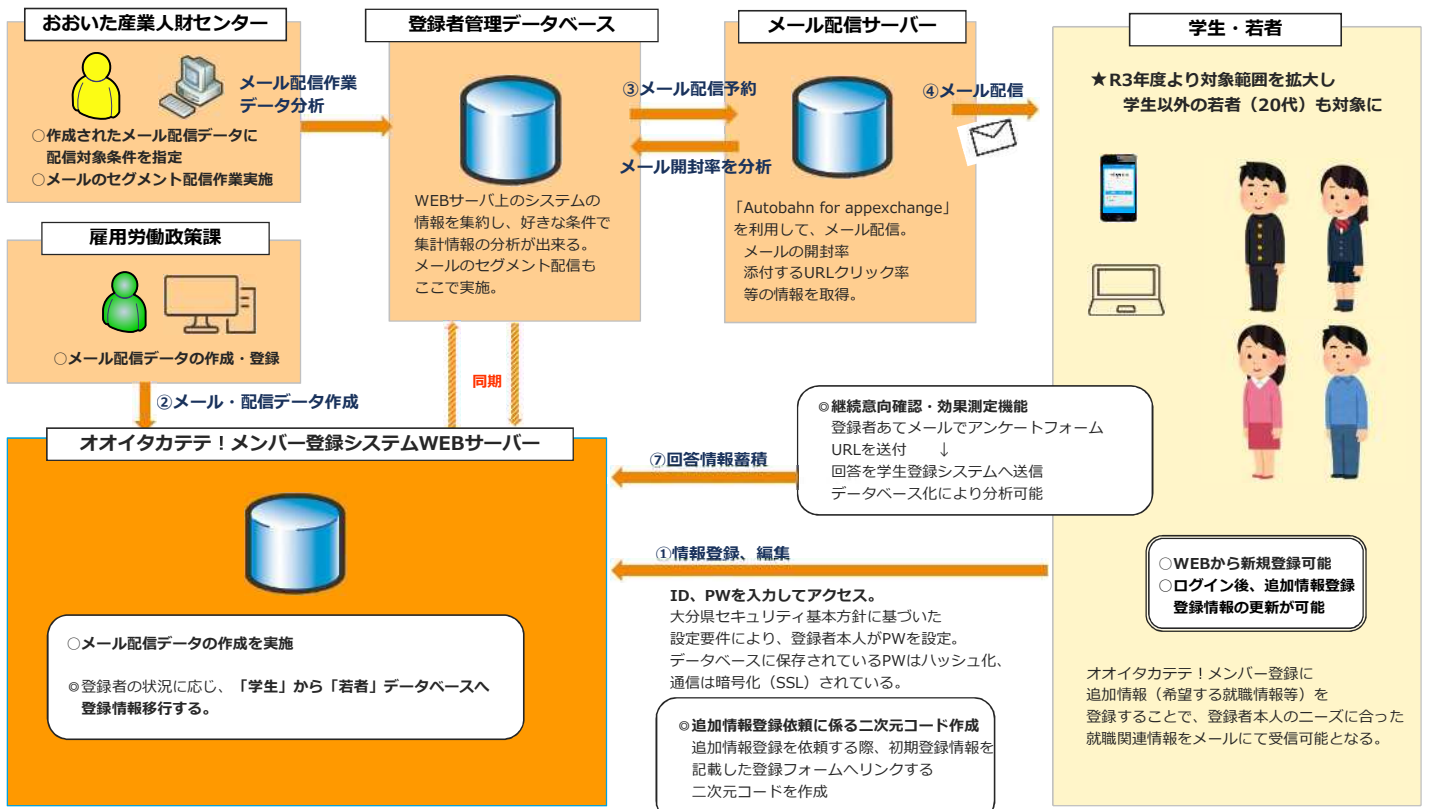 おおいた産業人財センター
メール配信作業
データ分析
○作成されたメール配信データに
配信対象条件を指定
○メールのセグメント配信作業実施
雇用労働政策課
○メール配信データの作成・登録
②メール・配信データ作成
登録者管理データベース
WEBサーバ上のシステムの
情報を集約し、好きな条件で
集計情報の分析が出来る。
メールのセグメント配信も
ここで実施。
③メール配信予約
メール開封率を分析
メール配信サーバー
「Autobahn for appexchange」
を利用して、メール配信。
メールの開封率
添付するURLクリック率
等の情報を取得。
④メール配信
学生・若者
★R3年度より対象範囲を拡大し
学生以外の若者（20代）も対象に
同期
◎継続意向確認・効果測定機能
登録者あてメールでアンケートフォーム
URLを送付　　↓
回答を学生登録システムへ送信
データベース化により分析可能
⑦回答情報蓄積
オオイタカテテ！メンバー登録システムWEBサーバー
○メール配信データの作成を実施
◎登録者の状況に応じ、「学生」から「若者」データベースへ
登録情報移行する。
①情報登録、編集
ID、PWを入力してアクセス。
大分県セキュリティ基本方針に基づいた
設定要件により、登録者本人がPWを設定。
データベースに保存されているPWはハッシュ化、
通信は暗号化（SSL）されている。
◎追加情報登録依頼に係る二次元コード作成
追加情報登録を依頼する際、初期登録情報を
記載した登録フォームへリンクする
二次元コードを作成
○WEBから新規登録可能
○ログイン後、追加情報登録
登録情報の更新が可能
オオイタカテテ！メンバー登録に
追加情報（希望する就職情報等）を
登録することで、登録者本人のニーズに合った
就職関連情報をメールにて受信可能となる。